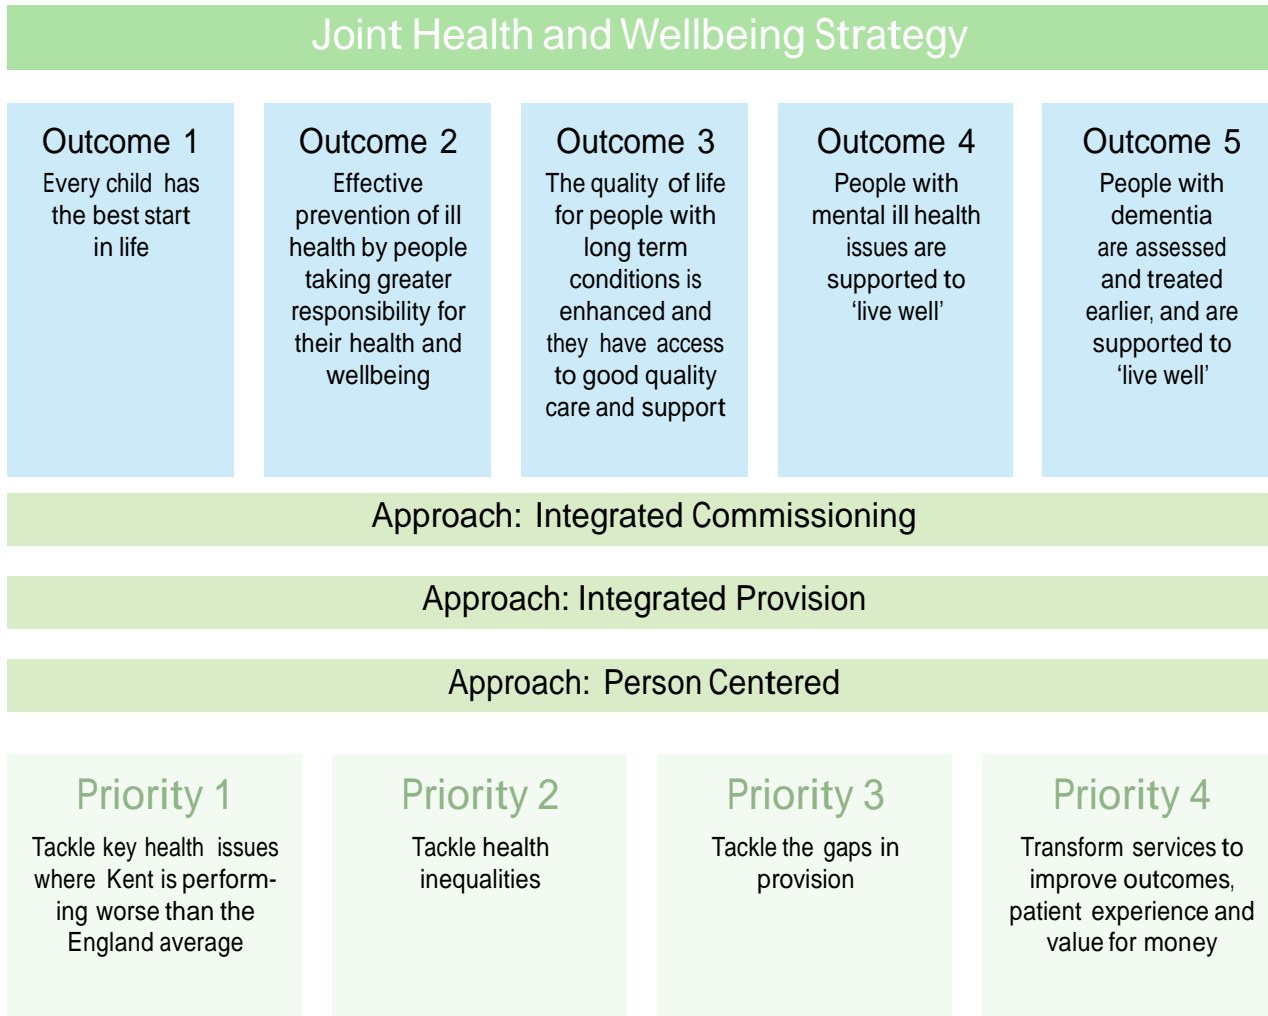 Joint Health and Wellbeing Strategy
Outcome 1
Every child has
the best start
in life
Outcome 2
Effective
prevention of ill
health by people
taking greater
responsibility for
their health and
wellbeing
Outcome 3
The quality of life
for people with
long term
conditions is
enhanced and
they have access
to good quality
care and support
Outcome 4
People with
mental ill health
issues are
supported to
‘live well’
Outcome 5
People with
dementia
are assessed
and treated
earlier, and are
supported to
‘live well’
Approach: Integrated Commissioning
Approach: Integrated Provision
Approach: Person Centered
Priority 1
Tackle key health issues
where Kent is perform-
ing worse than the
England average
Priority 2
Tackle health
inequalities
Priority 3
Tackle the gaps in
provision
Priority 4
Transform services to
improve outcomes,
patient experience and
value for money